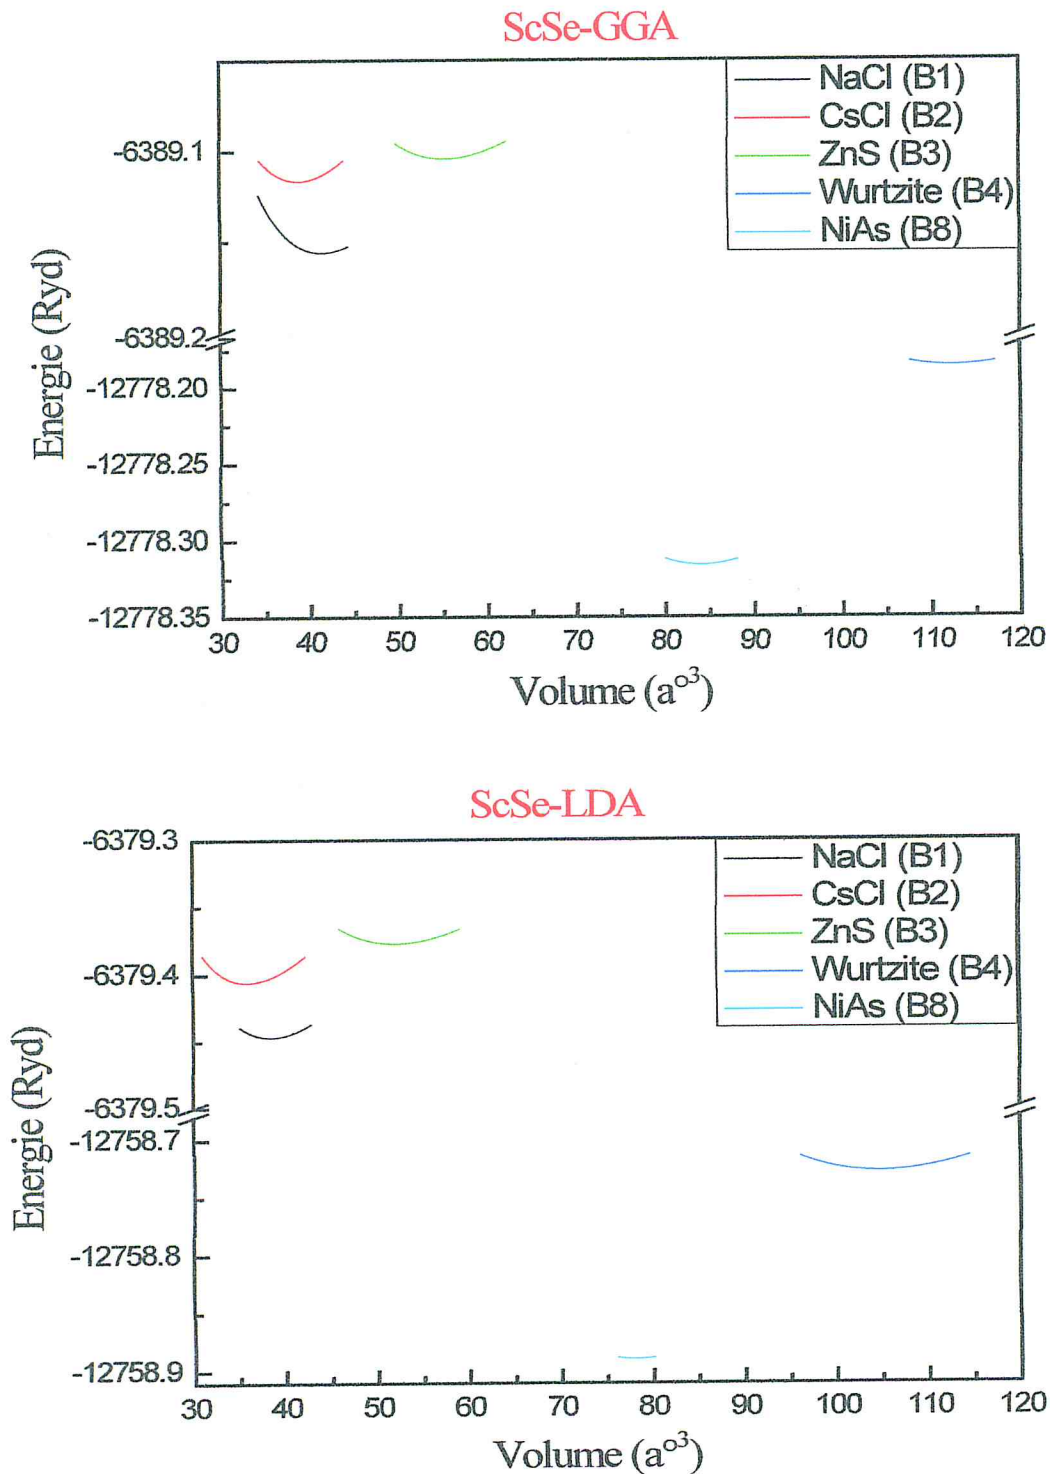 ScSe-GGA
NaCl (B1)
CsCl (B2)
ZnS (B3)
Wurtzite (B4)
NiAs (B8)
-6389.1
-6389.2
-12778.20
-12778.25
-12778.30
-12778.35
Energie (Ryd)
30 40 50 60 70 80 90 100 110 120
Volume (a°³)
ScSe-LDA
NaCl (B1)
CsCl (B2)
ZnS (B3)
Wurtzite (B4)
NiAs (B8)
-6379.3
-6379.4
-6379.5
-12758.7
-12758.8
-12758.9
Energie (Ryd)
30 40 50 60 70 80 90 100 110 120
Volume (a°³)